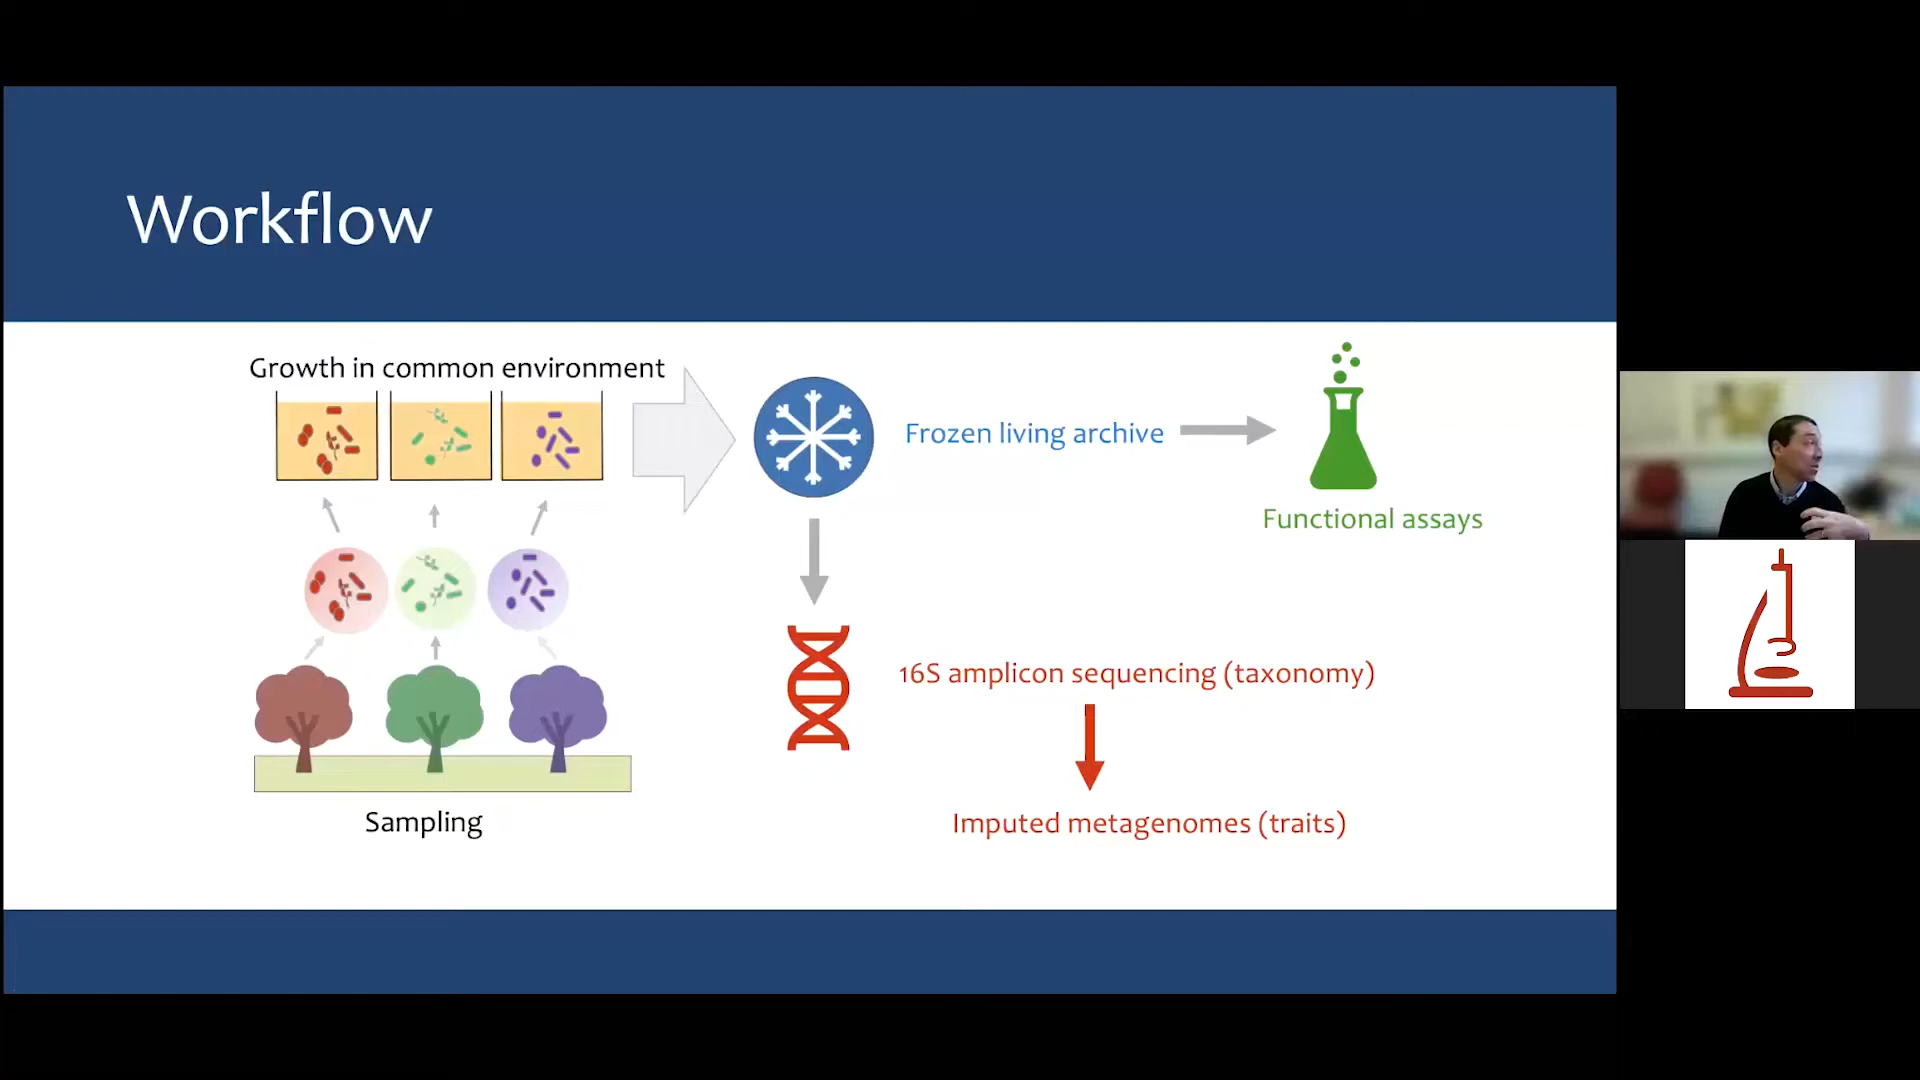 Workflow
Growth in common environment
Frozen living archive
Functional assays
16S amplicon sequencing (taxonomy)
Imputed metagenomes (traits)
Sampling